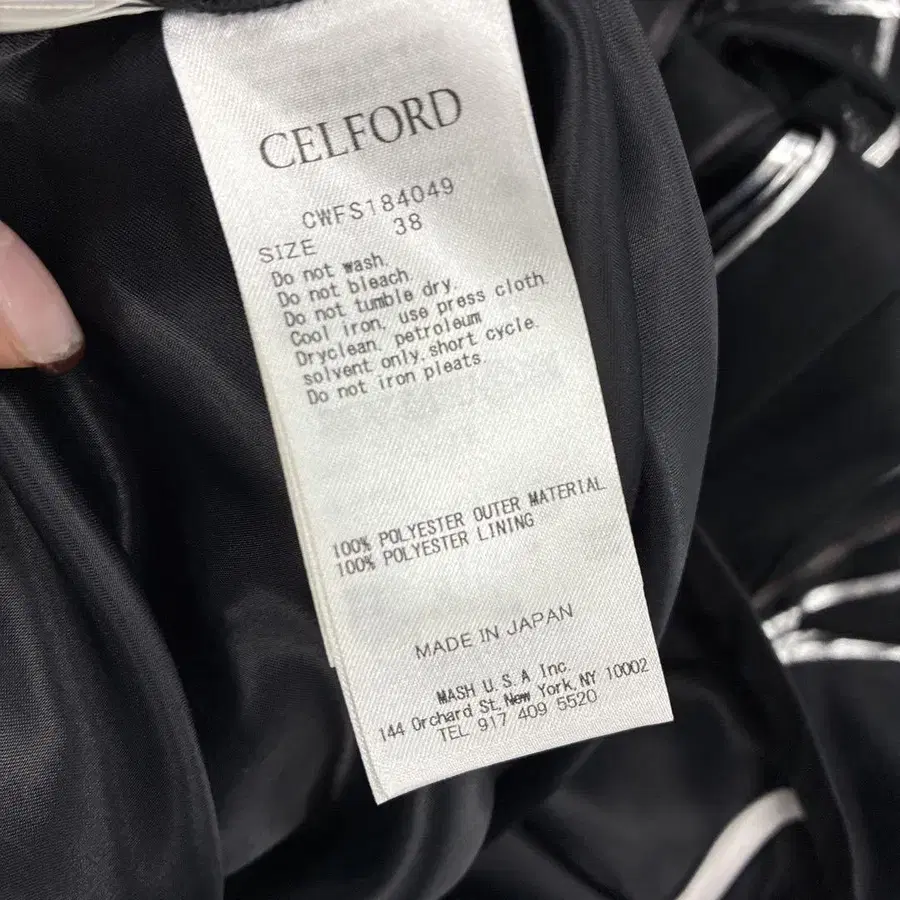 CELFORD
CWFS184049
SIZE 38
Do not wash.
Do not bleach.
Do not tumble dry.
Cool iron, use press cloth.
Dryclean, petroleum
solvent only, short cycle.
Do not iron pleats.
100% POLYESTER OUTER MATERIAL
100% POLYESTER LINING
MADE IN JAPAN
MASH U.S.A Inc.
144 Orchard St, New York, NY 10002
TEL 917 409 5520